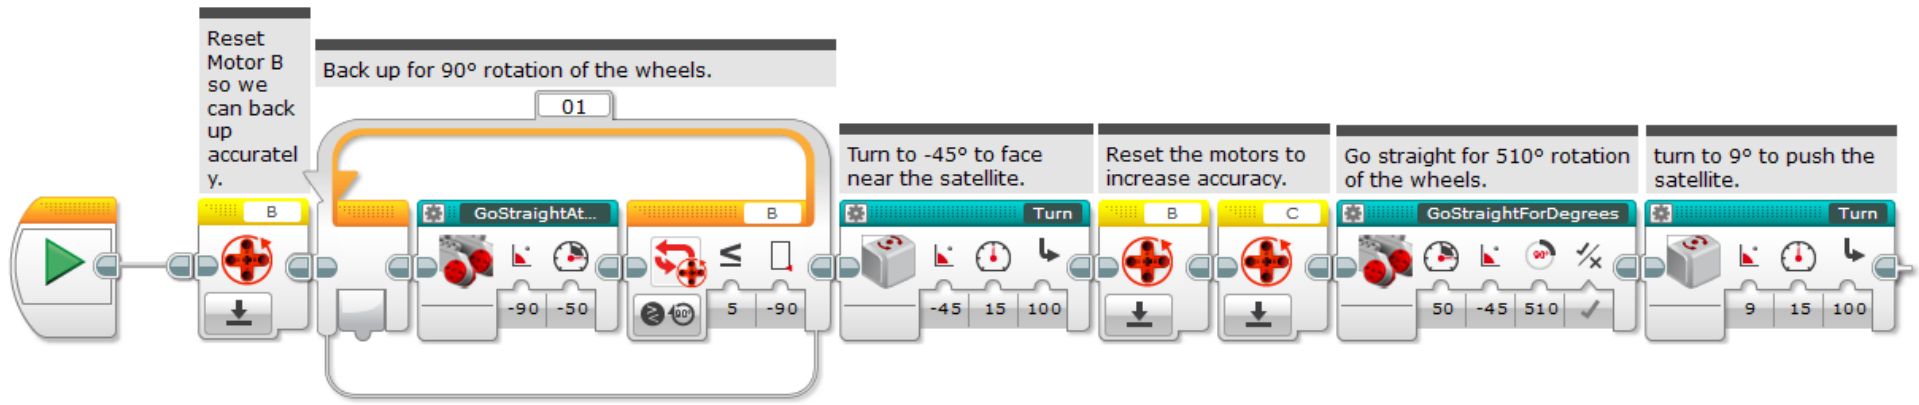 Reset
Motor B
so we
can back
up
accuratel
y.
Back up for 90° rotation of the wheels.
01
Turn to -45° to face
near the satellite.
Reset the motors to
increase accuracy.
Go straight for 510° rotation
of the wheels.
turn to 9° to push the
satellite.
B
GoStraightAt...
B
Turn
B
C
GoStraightForDegrees
Turn
90°
-90 -50
90°
5 -90
-45 15 100
50 -45 510
9 15 100